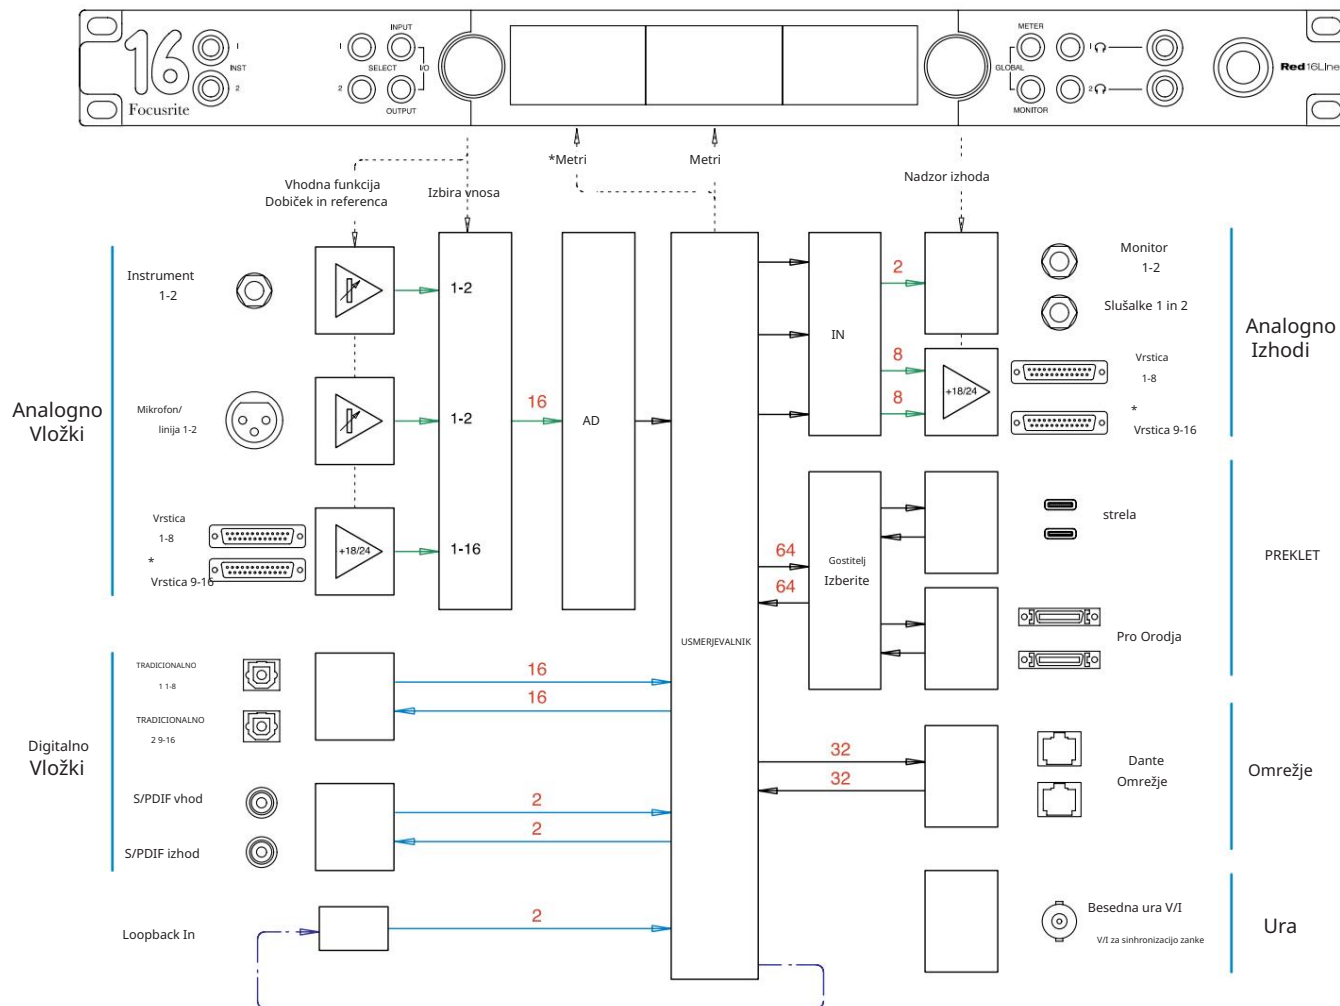 16
Focusrite
1
INST
2
INPUT
1
SELECT
I/O
2
OUTPUT
METER
1
GLOBAL
2
MONITOR
Red 16Line
Vhodna funkcija
Dobiček in referenca
Izbira vnosa
*Metri
Metri
Nadzor izhoda
Analogno
Vložki
Instrument
1-2
Mikrofon/
linija 1-2
Vrstica
1-8
*
Vrstica 9-16
+18/24
1-2
1-2
1-16
16
AD
USMERJEVALNIK
IN
2
8
8
+18/24
Monitor
1-2
Slušalke 1 in 2
Vrstica
1-8
*
Vrstica 9-16
Analogno
Izhodi
64
64
Gostitelj
Izberite
strela
Pro Orodja
PREKLET
Digitalno
Vložki
TRADICIONALNO
1 1-8
TRADICIONALNO
2 9-16
16
16
S/PDIF vhod
S/PDIF izhod
2
2
32
32
Dante
Omrežje
Omrežje
Loopback In
2
Besedna ura V/I
V/I za sinhronizacijo zanke
Ura